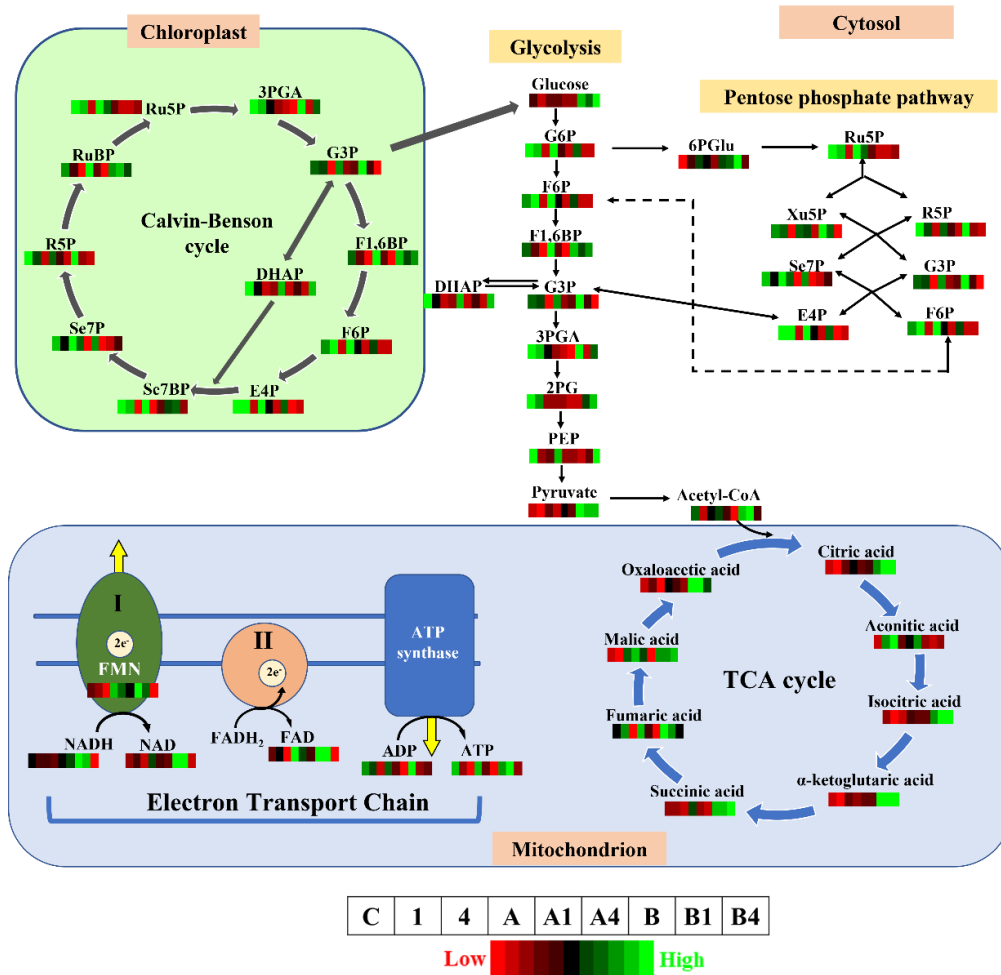 Chloroplast
Ru5P
3PGA
RuBP
G3P
Calvin-Benson
cycle
R5P
F1,6BP
DHAP
Se7P
F6P
Sc7BP
E4P
Glycolysis
Glucose
G6P
F6P
F1,6BP
DHAP
G3P
3PGA
2PG
PEP
Pyruvate
Acetyl-CoA
Cytosol
Pentose phosphate pathway
6PGlu
Ru5P
Xu5P
R5P
Se7P
G3P
E4P
F6P
I
2e-
FMN
NADH
NAD
II
2e-
FADH2
FAD
ATP
synthase
ADP
ATP
Electron Transport Chain
Citric acid
Oxaloacetic acid
Aconitic acid
Malic acid
TCA cycle
Isocitric acid
Fumaric acid
α-ketoglutaric acid
Succinic acid
Mitochondrion
C 1 4 A A1 A4 B B1 B4
Low High